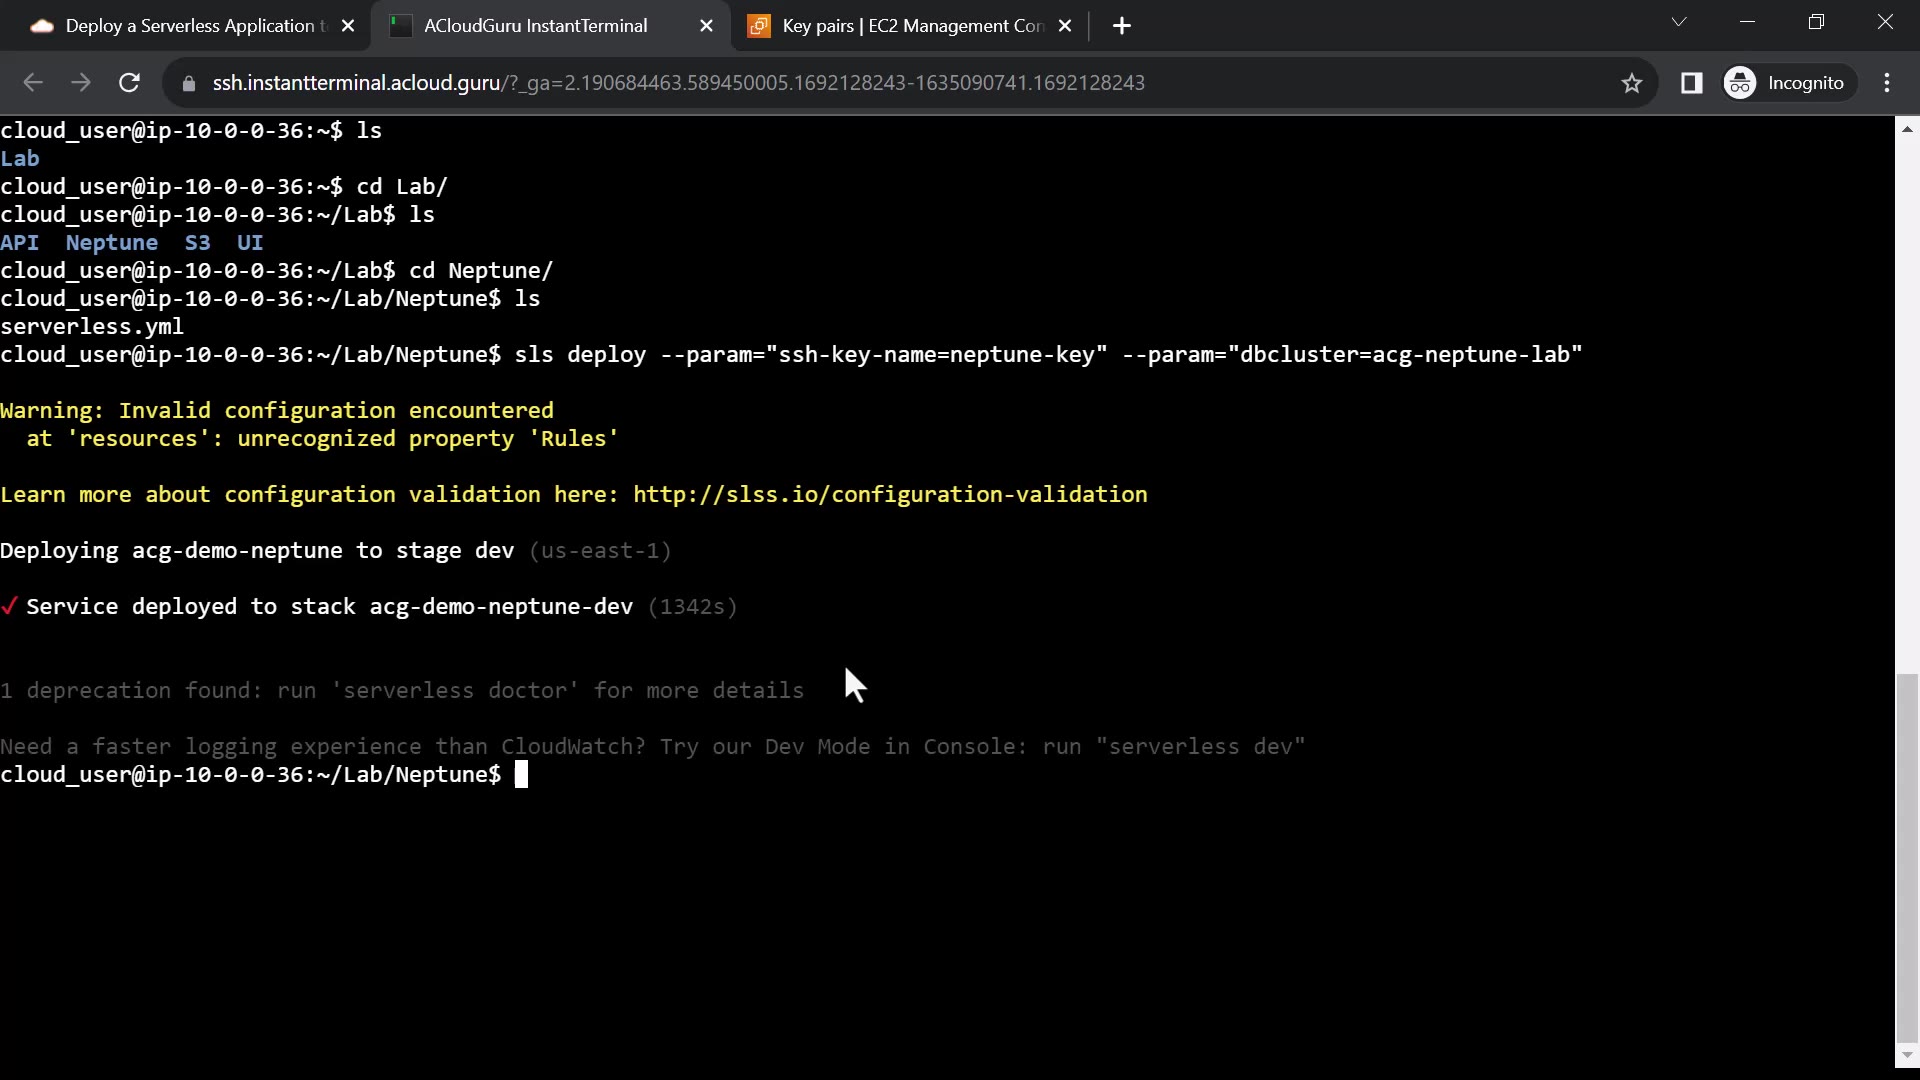 Deploy a Serverless Application t
ACloudGuru InstantTerminal
Key pairs | EC2 Management Con
ssh.instantterminal.acloud.guru/?_ga=2.190684463.589450005.1692128243-1635090741.1692128243
Incognito
cloud_user@ip-10-0-0-36:~$ ls
Lab
cloud_user@ip-10-0-0-36:~$ cd Lab/
cloud_user@ip-10-0-0-36:~/Lab$ ls
API  Neptune  S3  UI
cloud_user@ip-10-0-0-36:~/Lab$ cd Neptune/
cloud_user@ip-10-0-0-36:~/Lab/Neptune$ ls
serverless.yml
cloud_user@ip-10-0-0-36:~/Lab/Neptune$ sls deploy --param="ssh-key-name=neptune-key" --param="dbcluster=acg-neptune-lab"
Warning: Invalid configuration encountered
  at 'resources': unrecognized property 'Rules'
Learn more about configuration validation here: http://slss.io/configuration-validation
Deploying acg-demo-neptune to stage dev (us-east-1)
✓ Service deployed to stack acg-demo-neptune-dev (1342s)
1 deprecation found: run 'serverless doctor' for more details
Need a faster logging experience than CloudWatch? Try our Dev Mode in Console: run "serverless dev"
cloud_user@ip-10-0-0-36:~/Lab/Neptune$